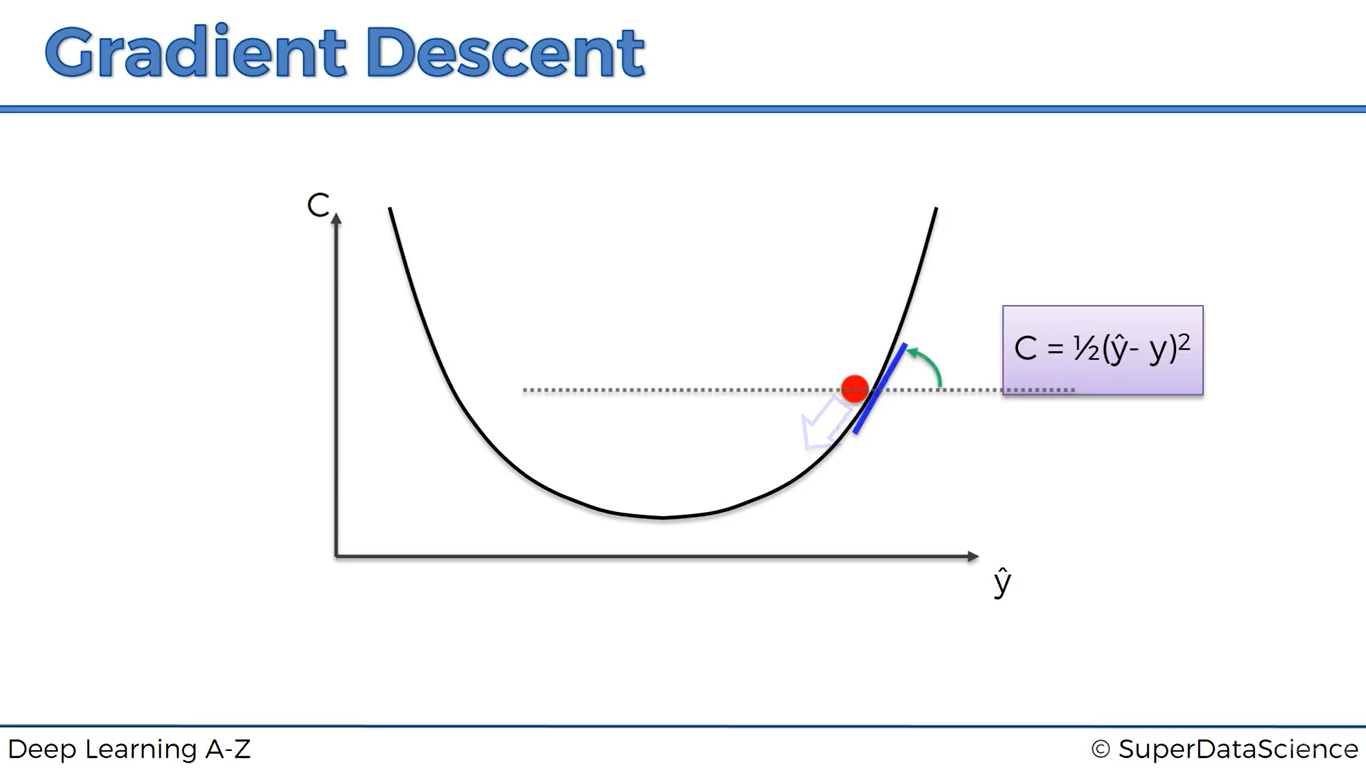 Gradient Descent
C
C = ½(ŷ- y)²
ŷ
Deep Learning A-Z
© SuperDataScience